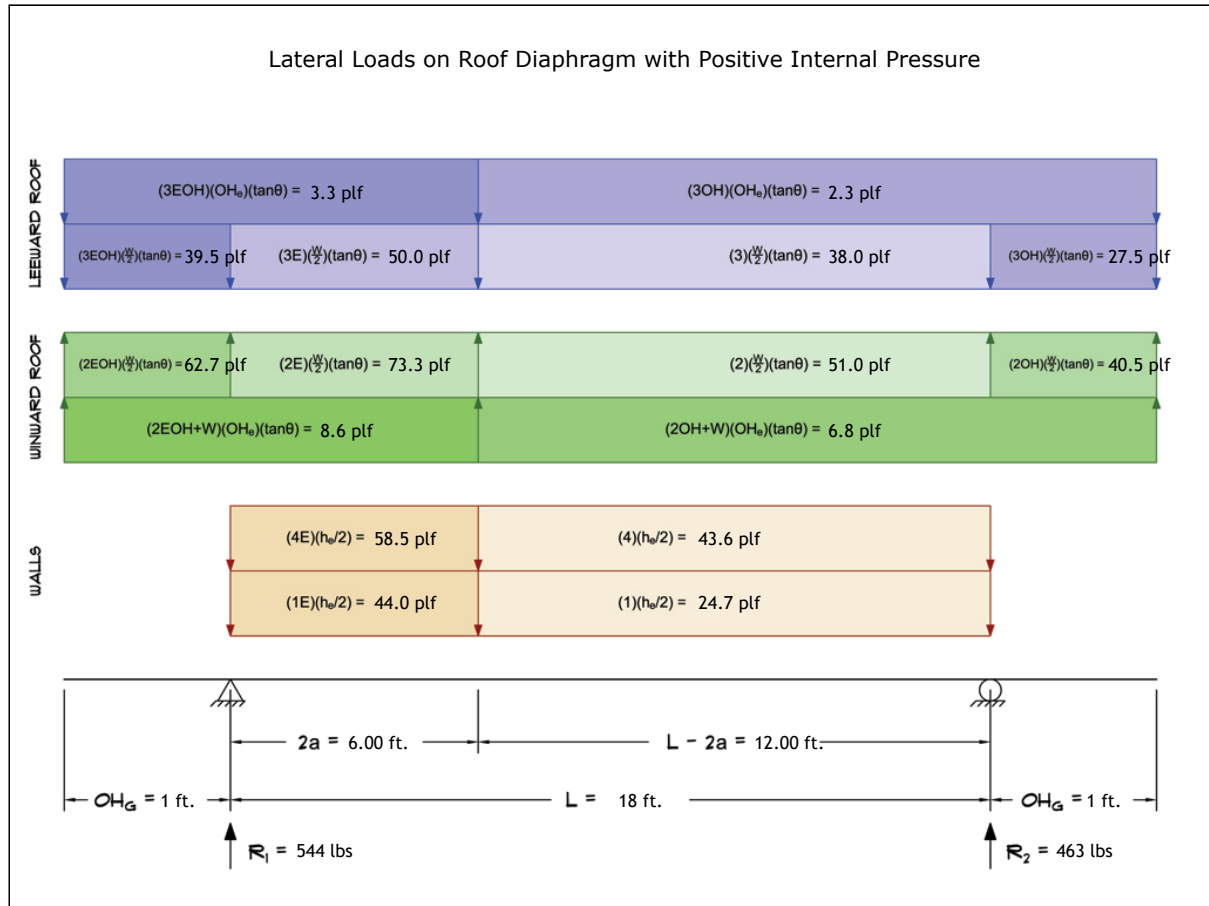 Lateral Loads on Roof Diaphragm with Positive Internal Pressure
LEEWARD ROOF
(3EOH)(OHₑ)(tanθ) = 3.3 plf
(3OH)(OHₑ)(tanθ) = 2.3 plf
(3EOH)(W/2)(tanθ) = 39.5 plf
(3E)(W/2)(tanθ) = 50.0 plf
(3)(W/2)(tanθ) = 38.0 plf
(3OH)(W/2)(tanθ) = 27.5 plf
WINWARD ROOF
(2EOH)(W/2)(tanθ) = 62.7 plf
(2E)(W/2)(tanθ) = 73.3 plf
(2)(W/2)(tanθ) = 51.0 plf
(2OH)(W/2)(tanθ) = 40.5 plf
(2EOH+W)(OHₑ)(tanθ) = 8.6 plf
(2OH+W)(OHₑ)(tanθ) = 6.8 plf
WALLS
(4E)(hₑ/2) = 58.5 plf
(4)(hₑ/2) = 43.6 plf
(1E)(hₑ/2) = 44.0 plf
(1)(hₑ/2) = 24.7 plf
2a = 6.00 ft.
L - 2a = 12.00 ft.
OH_G = 1 ft.
L = 18 ft.
OH_G = 1 ft.
R₁ = 544 lbs
R₂ = 463 lbs